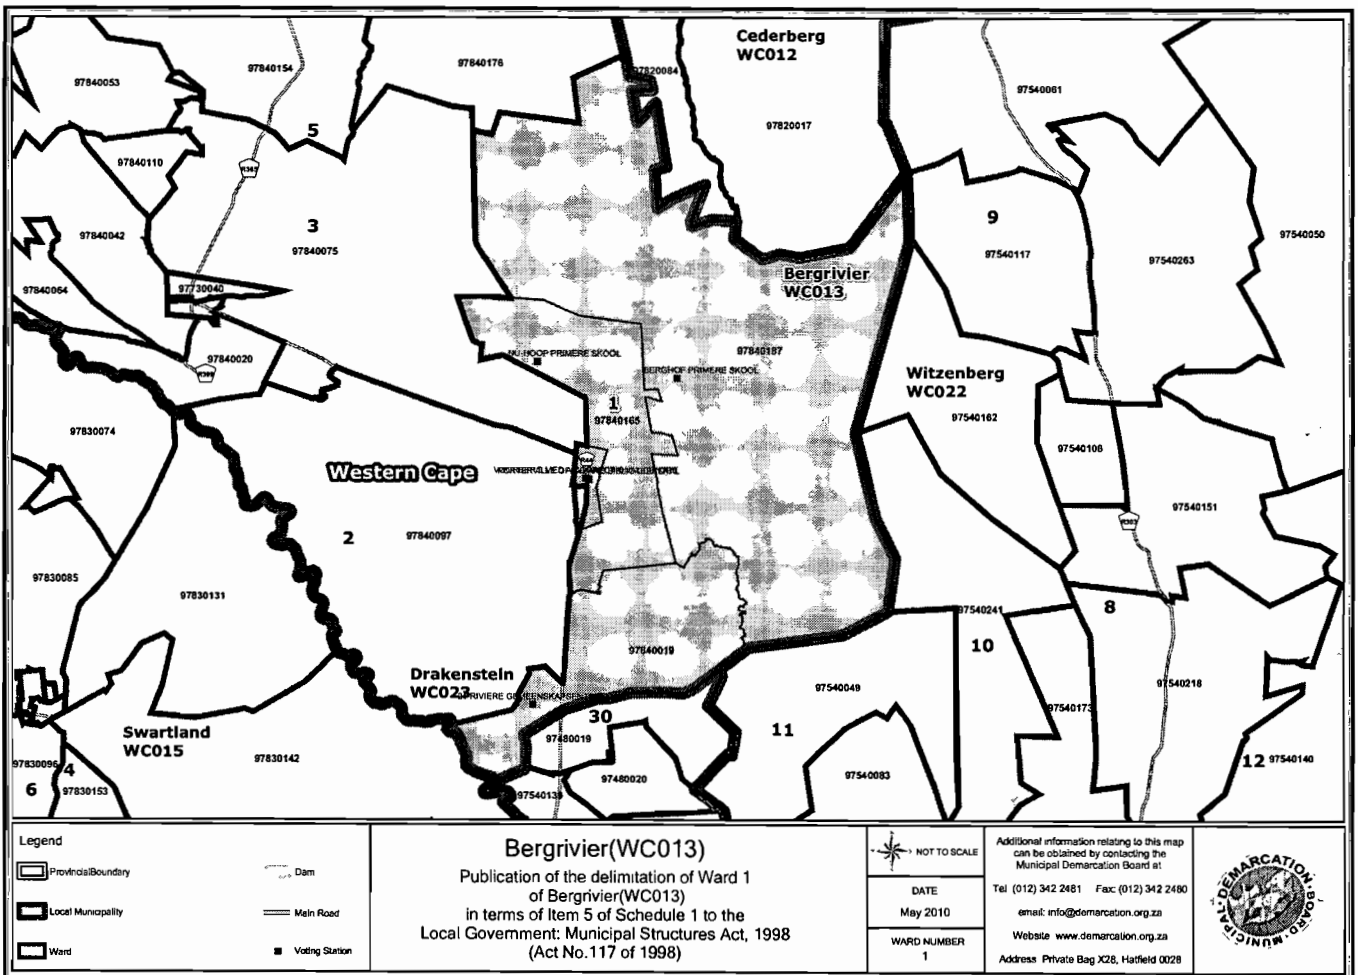 Cederberg
WC012
97840053
97840154
97840176
97820084
97540061
97820017
5
97840110
R365
9
3
97840042
97840075
97540117
97540263
97540050
Bergrivier
WC013
97840064
97730040
97840187
97840020
NU-HOOP PRIMERE SKOOL
BERGHOF PRIMERE SKOOL
Witzenberg
WC022
1
97840165
97540162
97830074
97540106
R44
Western Cape
97540151
R303
2
97840097
97830085
97830131
97540241
8
10
97840019
Drakenstein
WC023
97540049
97540218
97540173
30
Swartland
WC015
97480019
11
97830142
97830096
4
12
97540140
97480020
97540083
6
97830153
Legend
ProvincialBoundary
Dam
Local Municipality
Main Road
Ward
Voting Station
Bergrivier(WC013)
Publication of the delimitation of Ward 1
of Bergrivier(WC013)
in terms of Item 5 of Schedule 1 to the
Local Government: Municipal Structures Act, 1998
(Act No.117 of 1998)
NOT TO SCALE
DATE
May 2010
WARD NUMBER
1
Additional information relating to this map
can be obtained by contacting the
Municipal Demarcation Board at
Tel (012) 342 2481 Fax: (012) 342 2480
email: info@demarcation.org.za
Website www.demarcation.org.za
Address Private Bag X28, Hatfield 0028
MUNICIPAL DEMARCATION BOARD